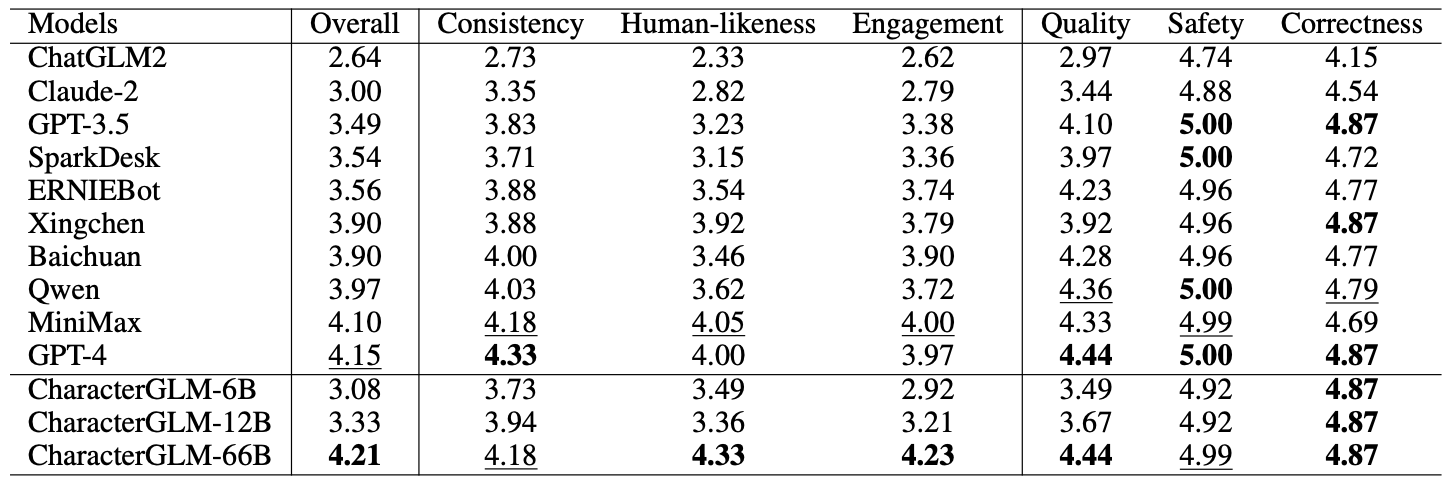 Models Overall Consistency Human-likeness Engagement Quality Safety Correctness
ChatGLM2 2.64 2.73 2.33 2.62 2.97 4.74 4.15
Claude-2 3.00 3.35 2.82 2.79 3.44 4.88 4.54
GPT-3.5 3.49 3.83 3.23 3.38 4.10 5.00 4.87
SparkDesk 3.54 3.71 3.15 3.36 3.97 5.00 4.72
ERNIEBot 3.56 3.88 3.54 3.74 4.23 4.96 4.77
Xingchen 3.90 3.88 3.92 3.79 3.92 4.96 4.87
Baichuan 3.90 4.00 3.46 3.90 4.28 4.96 4.77
Qwen 3.97 4.03 3.62 3.72 4.36 5.00 4.79
MiniMax 4.10 4.18 4.05 4.00 4.33 4.99 4.69
GPT-4 4.15 4.33 4.00 3.97 4.44 5.00 4.87
CharacterGLM-6B 3.08 3.73 3.49 2.92 3.49 4.92 4.87
CharacterGLM-12B 3.33 3.94 3.36 3.21 3.67 4.92 4.87
CharacterGLM-66B 4.21 4.18 4.33 4.23 4.44 4.99 4.87